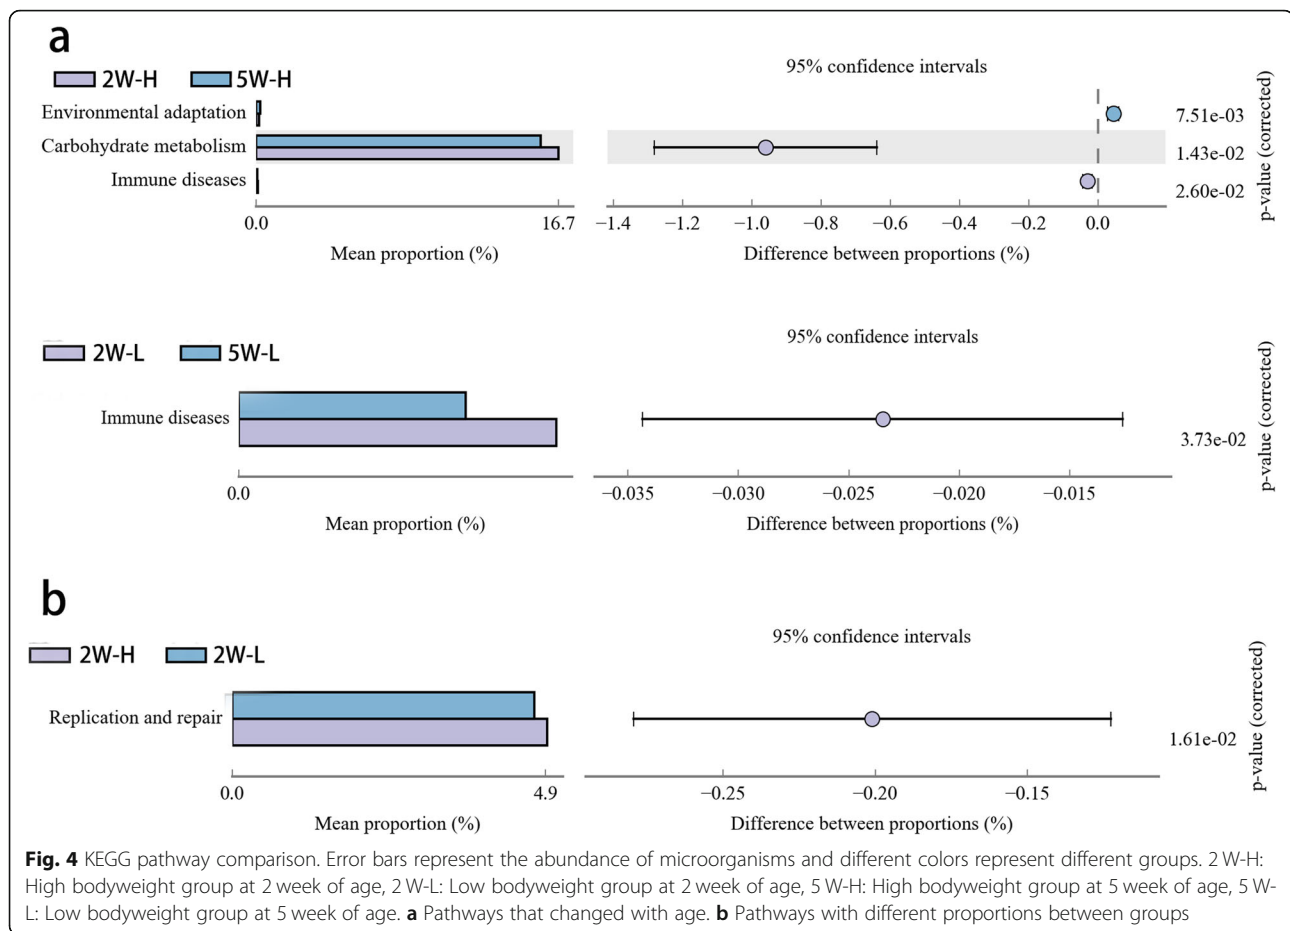 a
2W-H 5W-H
95% confidence intervals
Environmental adaptation
Carbohydrate metabolism
Immune diseases
7.51e-03
1.43e-02
2.60e-02
p-value (corrected)
0.0 16.7
−1.4 −1.2 −1.0 −0.8 −0.6 −0.4 −0.2 0.0
Mean proportion (%)
Difference between proportions (%)
95% confidence intervals
2W-L 5W-L
Immune diseases
3.73e-02
p-value (corrected)
0.0
−0.035 −0.030 −0.025 −0.020 −0.015
Mean proportion (%)
Difference between proportions (%)
b
95% confidence intervals
2W-H 2W-L
Replication and repair
1.61e-02
p-value (corrected)
0.0 4.9
−0.25 −0.20 −0.15
Mean proportion (%)
Difference between proportions (%)
Fig. 4 KEGG pathway comparison. Error bars represent the abundance of microorganisms and different colors represent different groups. 2 W-H:
High bodyweight group at 2 week of age, 2 W-L: Low bodyweight group at 2 week of age, 5 W-H: High bodyweight group at 5 week of age, 5 W-
L: Low bodyweight group at 5 week of age. a Pathways that changed with age. b Pathways with different proportions between groups